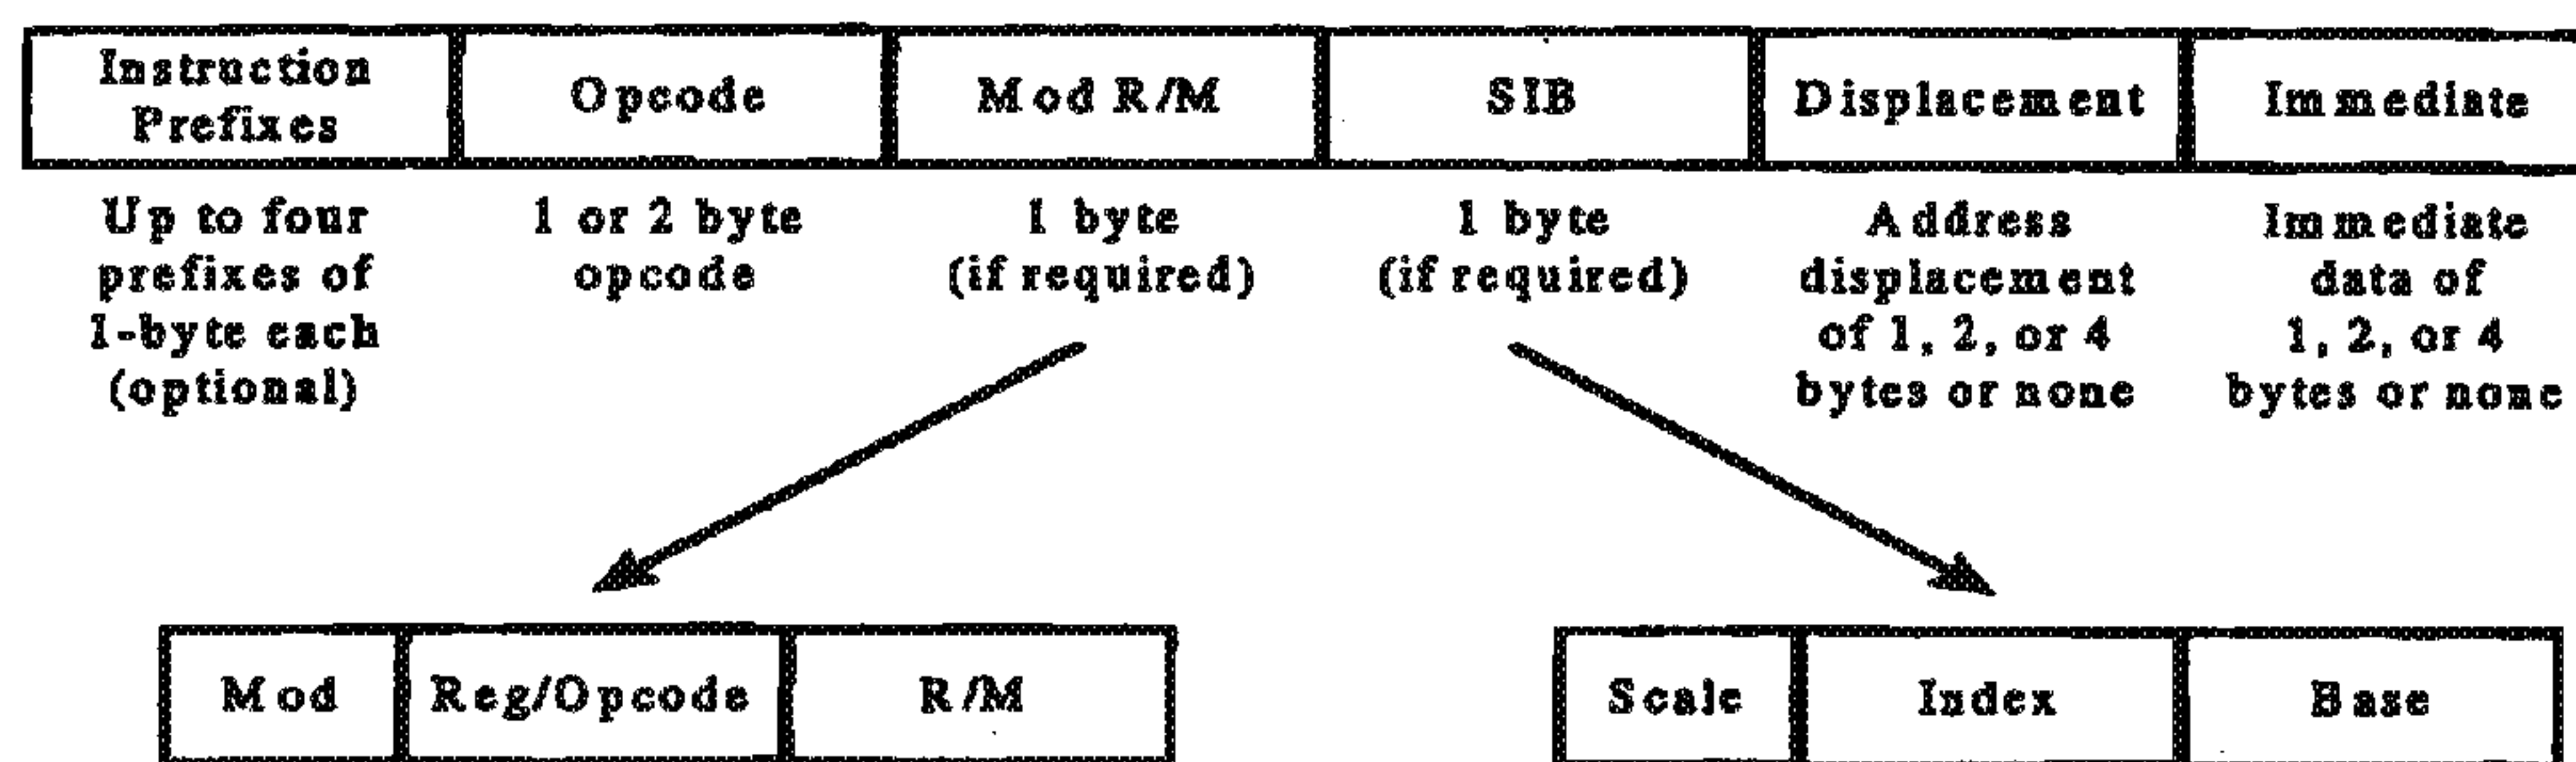 Instruction
Prefixes
Opcode
Mod R/M
SIB
Displacement
Immediate
Up to four
prefixes of
1-byte each
(optional)
1 or 2 byte
opcode
1 byte
(if required)
1 byte
(if required)
Address
displacement
of 1, 2, or 4
bytes or none
Immediate
data of
1, 2, or 4
bytes or none
Mod
Reg/Opcode
R/M
Scale
Index
Base